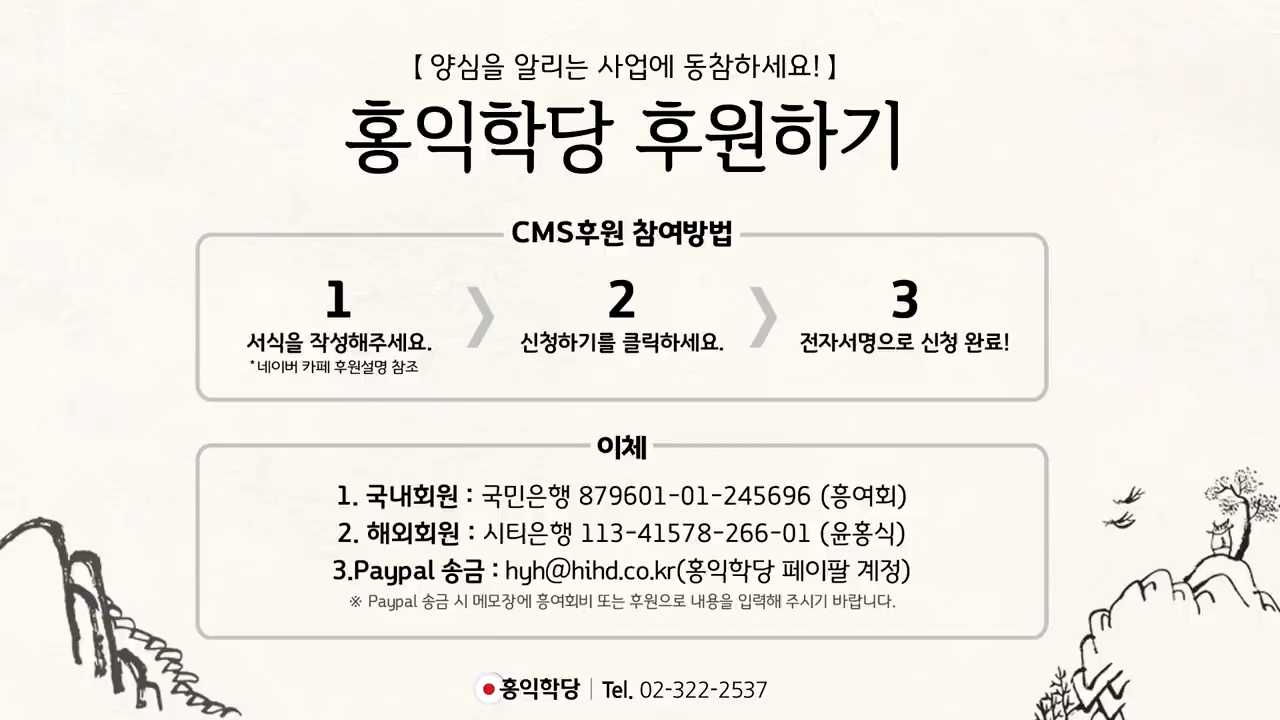 【 양심을 알리는 사업에 동참하세요! 】
홍익학당 후원하기
CMS후원 참여방법
1
서식을 작성해주세요.
*네이버 카페 후원설명 참조
2
신청하기를 클릭하세요.
3
전자서명으로 신청 완료!
이체
1. 국내회원 : 국민은행 879601-01-245696 (흥여회)
2. 해외회원 : 시티은행 113-41578-266-01 (윤홍식)
3.Paypal 송금 : hyh@hihd.co.kr(홍익학당 페이팔 계정)
※ Paypal 송금 시 메모장에 흥여회비 또는 후원으로 내용을 입력해 주시기 바랍니다.
홍익학당 | Tel. 02-322-2537